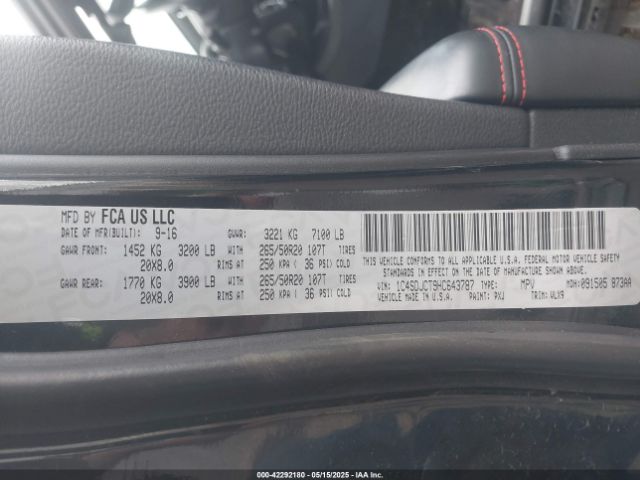 MFD BY FCA US LLC
DATE OF MFR(BUILT): 9-16 GVWR: 3221 KG 7100 LB
GAWR FRONT: 1452 KG 3200 LB WITH 265/50R20 107T TIRES
20X8.0 RIMS AT 250 KPA ( 36 PSI) COLD
GAWR REAR: 1770 KG 3900 LB WITH 265/50R20 107T TIRES
20X8.0 RIMS AT 250 KPA ( 36 PSI) COLD
THIS VEHICLE CONFORMS TO ALL APPLICABLE U.S.A. FEDERAL MOTOR VEHICLE SAFETY
STANDARDS IN EFFECT ON THE DATE OF MANUFACTURE SHOWN ABOVE.
VIN: 1C4SDJCT9HC643787 TYPE: MPV MDH: 091505 873AA
VEHICLE MADE IN U.S.A. PAINT: PXJ TRIM: VLX9
000-42292180 - 05/15/2025 - IAAI.COM